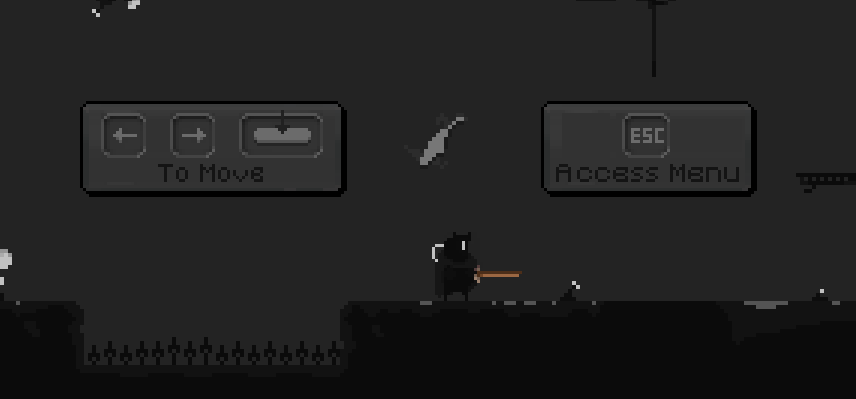 ← →
To Move
ESC
Access Menu